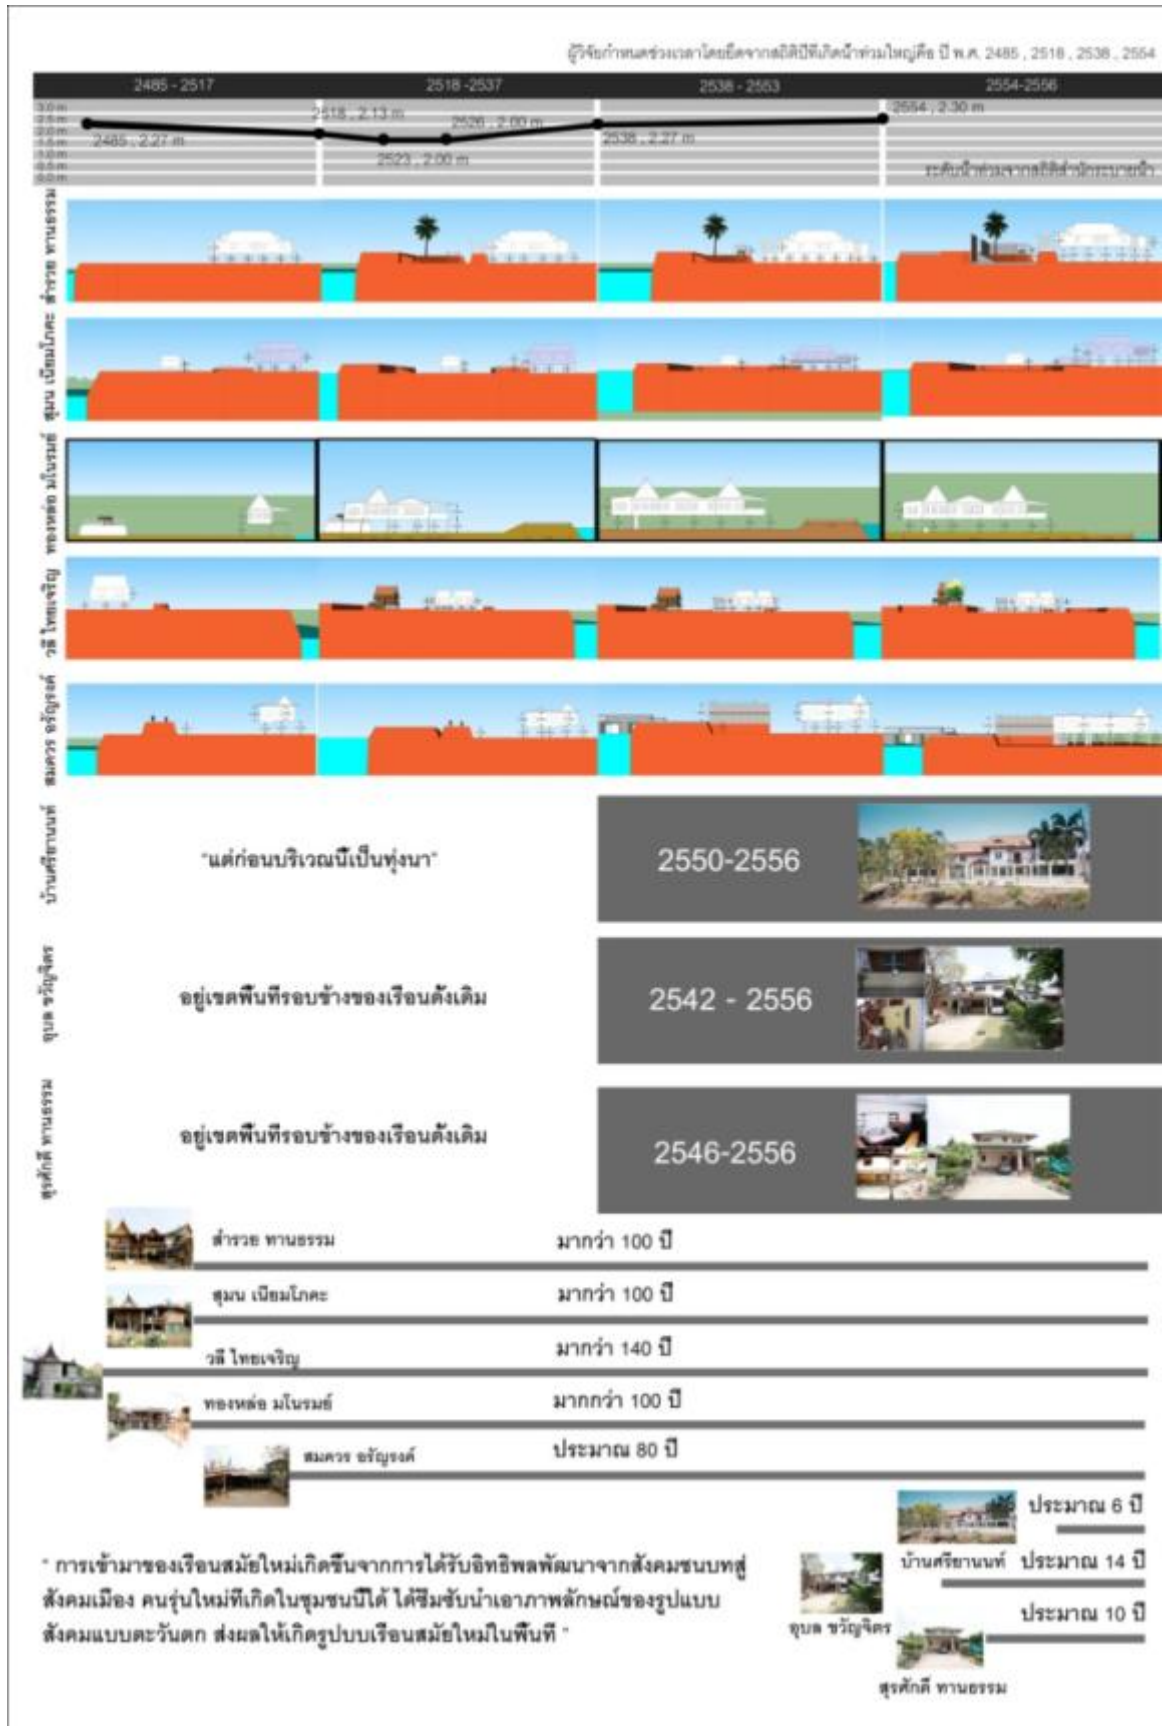 ผู้วิจัยกำหนดช่วงเวลาโดยยึดจากสถิติปีที่เกิดน้ำท่วมใหญ่คือ ปี พ.ศ. 2485 , 2518 , 2538 , 2554
2485 - 2517
2518 -2537
2538 - 2553
2554-2556
3.0 m
2.5 m
2.0 m
1.5 m
1.0 m
0.5 m
0.0 m
2485 , 2.27 m
2518 , 2.13 m
2523 , 2.00 m
2526 , 2.00 m
2538 , 2.27 m
2554 , 2.30 m
ระดับน้ำท่วมจากสถิติสำนักระบายน้ำ
สำรวย ทานธรรม
สุมน เนียมโภคะ
ทองหล่อ มโนรมย์
วลี ไทยเจริญ
สมควร อรัญรงค์
บ้านศรียานนท์
"แต่ก่อนบริเวณนี้เป็นทุ่งนา"
2550-2556
อุบล ขวัญจิตร
อยู่เขตพื้นที่รอบข้างของเรือนดั้งเดิม
2542 - 2556
สุรศักดิ์ ทานธรรม
อยู่เขตพื้นที่รอบข้างของเรือนดั้งเดิม
2546-2556
สำรวย ทานธรรม มากว่า 100 ปี
สุมน เนียมโภคะ มากว่า 100 ปี
วลี ไทยเจริญ มากว่า 140 ปี
ทองหล่อ มโนรมย์ มากกว่า 100 ปี
สมควร อรัญรงค์ ประมาณ 80 ปี
ประมาณ 6 ปี
บ้านศรียานนท์ ประมาณ 14 ปี
อุบล ขวัญจิตร ประมาณ 10 ปี
สุรศักดิ์ ทานธรรม
" การเข้ามาของเรือนสมัยใหม่เกิดขึ้นจากการได้รับอิทธิพลพัฒนาจากสังคมชนบทสู่
สังคมเมือง คนรุ่นใหม่ที่เกิดในชุมชนนี้ได้ ได้ซึมซับนำเอาภาพลักษณ์ของรูปแบบ
สังคมแบบตะวันตก ส่งผลให้เกิดรูปบบเรือนสมัยใหม่ในพื้นที่ "